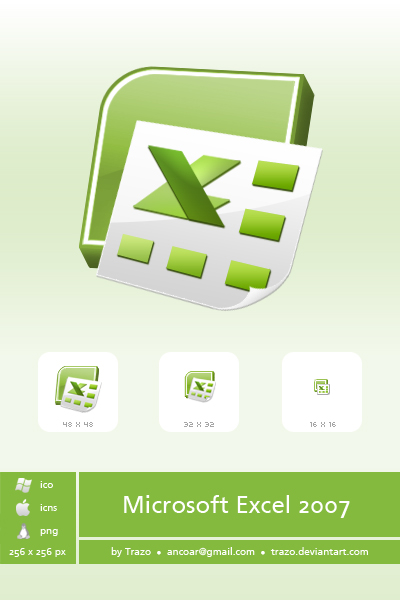 48 X 48
32 X 32
16 X 16
ico
icns
png
256 x 256 px
Microsoft Excel 2007
by Trazo • ancoar@gmail.com • trazo.deviantart.com